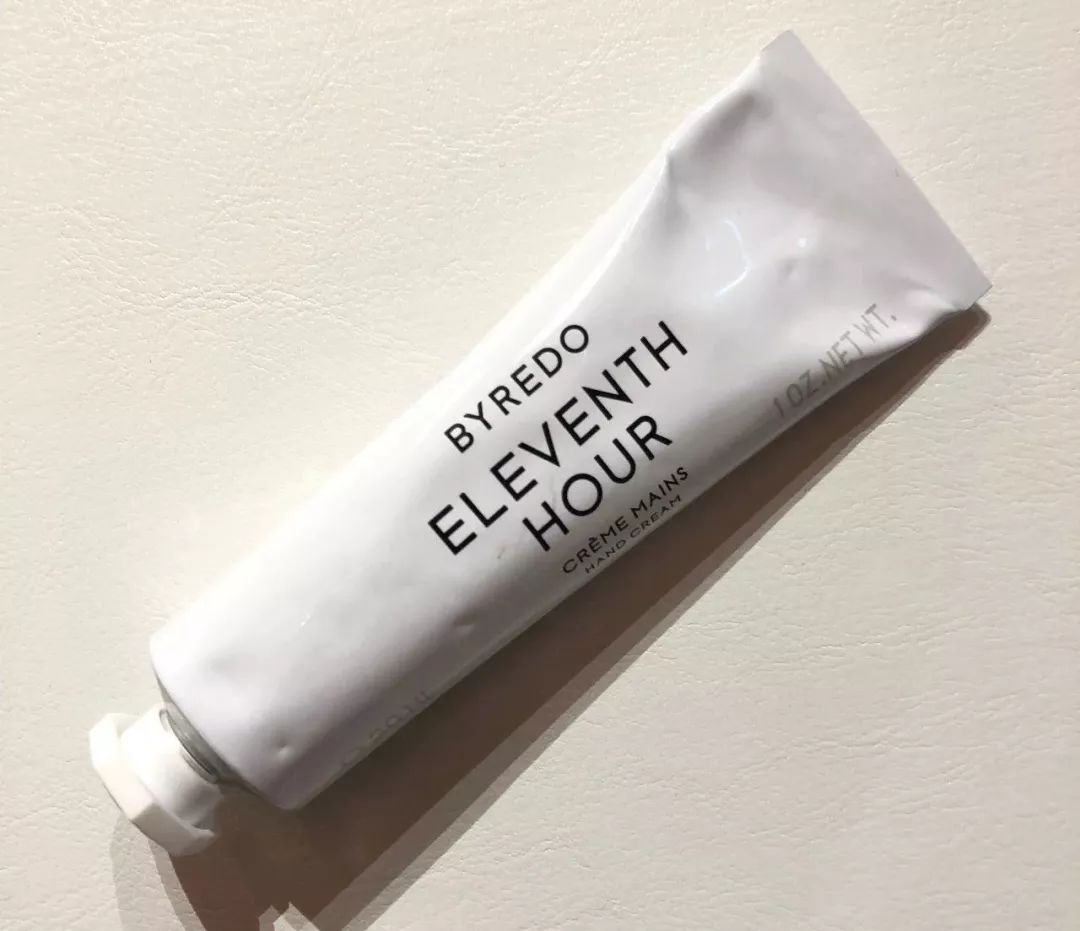 BYREDO
ELEVENTH
HOUR
CRÈME MAINS
HAND CREAM
1 OZ.NET WT.